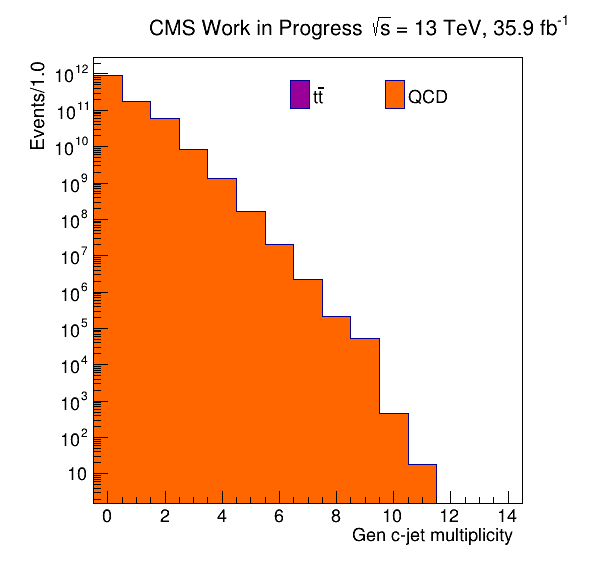 CMS Work in Progress √s = 13 TeV, 35.9 fb⁻¹
Events/1.0
tt̄
QCD
10¹²
10¹¹
10¹⁰
10⁹
10⁸
10⁷
10⁶
10⁵
10⁴
10³
10²
10
0 2 4 6 8 10 12 14
Gen c-jet multiplicity